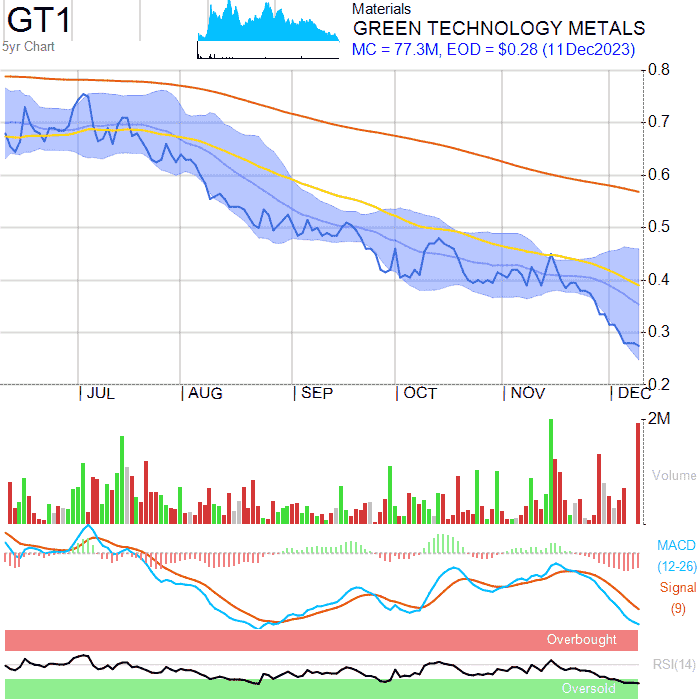 GT1
5yr Chart
Materials
GREEN TECHNOLOGY METALS
MC = 77.3M, EOD = $0.28 (11Dec2023)
0.8
0.7
0.6
0.5
0.4
0.3
0.2
JUL
AUG
SEP
OCT
NOV
DEC
2M
Volume
MACD
(12-26)
Signal
(9)
Overbought
RSI(14)
Oversold